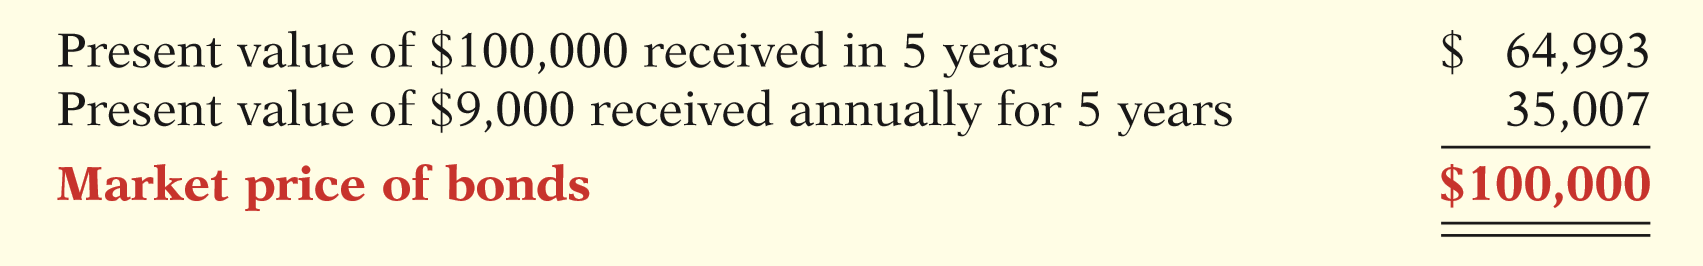 Present value of $100,000 received in 5 years $ 64,993
Present value of $9,000 received annually for 5 years 35,007
Market price of bonds $100,000